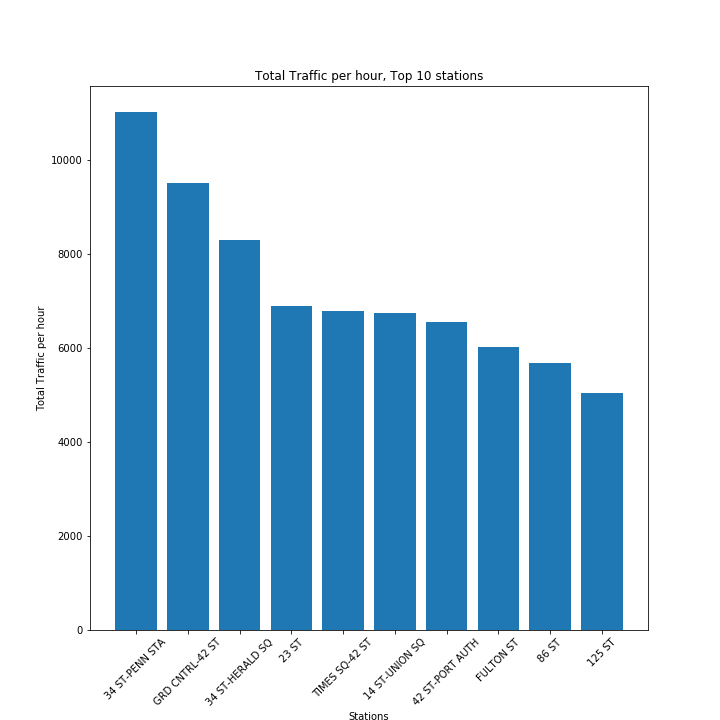 Total Traffic per hour, Top 10 stations
Total Traffic per hour
10000
8000
6000
4000
2000
0
34 ST-PENN STA
GRD CNTRL-42 ST
34 ST-HERALD SQ
23 ST
TIMES SQ-42 ST
14 ST-UNION SQ
42 ST-PORT AUTH
FULTON ST
86 ST
125 ST
Stations